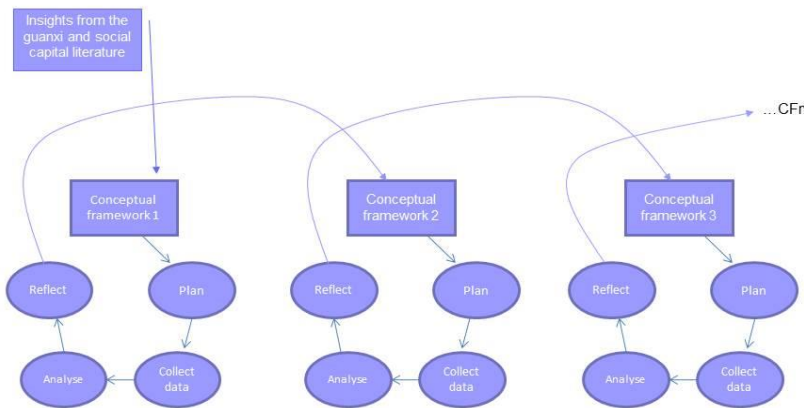 Insights from the
guanxi and social
capital literature
...CFn
Conceptual
framework 1
Conceptual
framework 2
Conceptual
framework 3
Reflect
Plan
Reflect
Plan
Reflect
Plan
Analyse
Collect
data
Analyse
Collect
data
Analyse
Collect
data